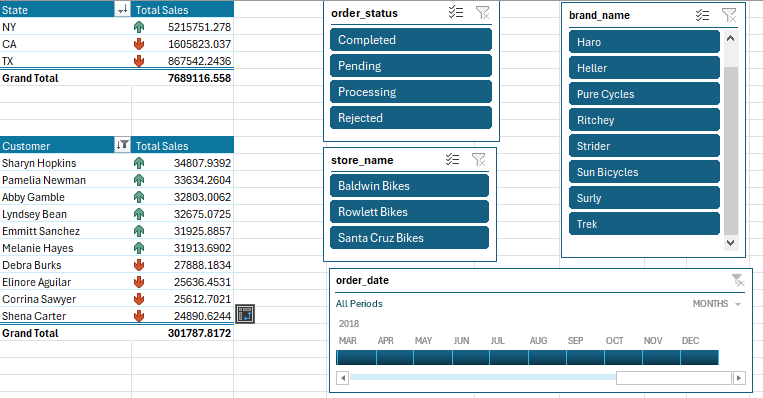 State Total Sales
NY 5215751.278
CA 1605823.037
TX 867542.2436
Grand Total 7689116.558
Customer Total Sales
Sharyn Hopkins 34807.9392
Pamelia Newman 33634.2604
Abby Gamble 32803.0062
Lyndsey Bean 32675.0725
Emmitt Sanchez 31925.8857
Melanie Hayes 31913.6902
Debra Burks 27888.1834
Elinore Aguilar 25636.4531
Corrina Sawyer 25612.7021
Shena Carter 24890.6244
Grand Total 301787.8172
order_status
Completed
Pending
Processing
Rejected
store_name
Baldwin Bikes
Rowlett Bikes
Santa Cruz Bikes
brand_name
Haro
Heller
Pure Cycles
Ritchey
Strider
Sun Bicycles
Surly
Trek
order_date
All Periods MONTHS
2018
MAR APR MAY JUN JUL AUG SEP OCT NOV DEC